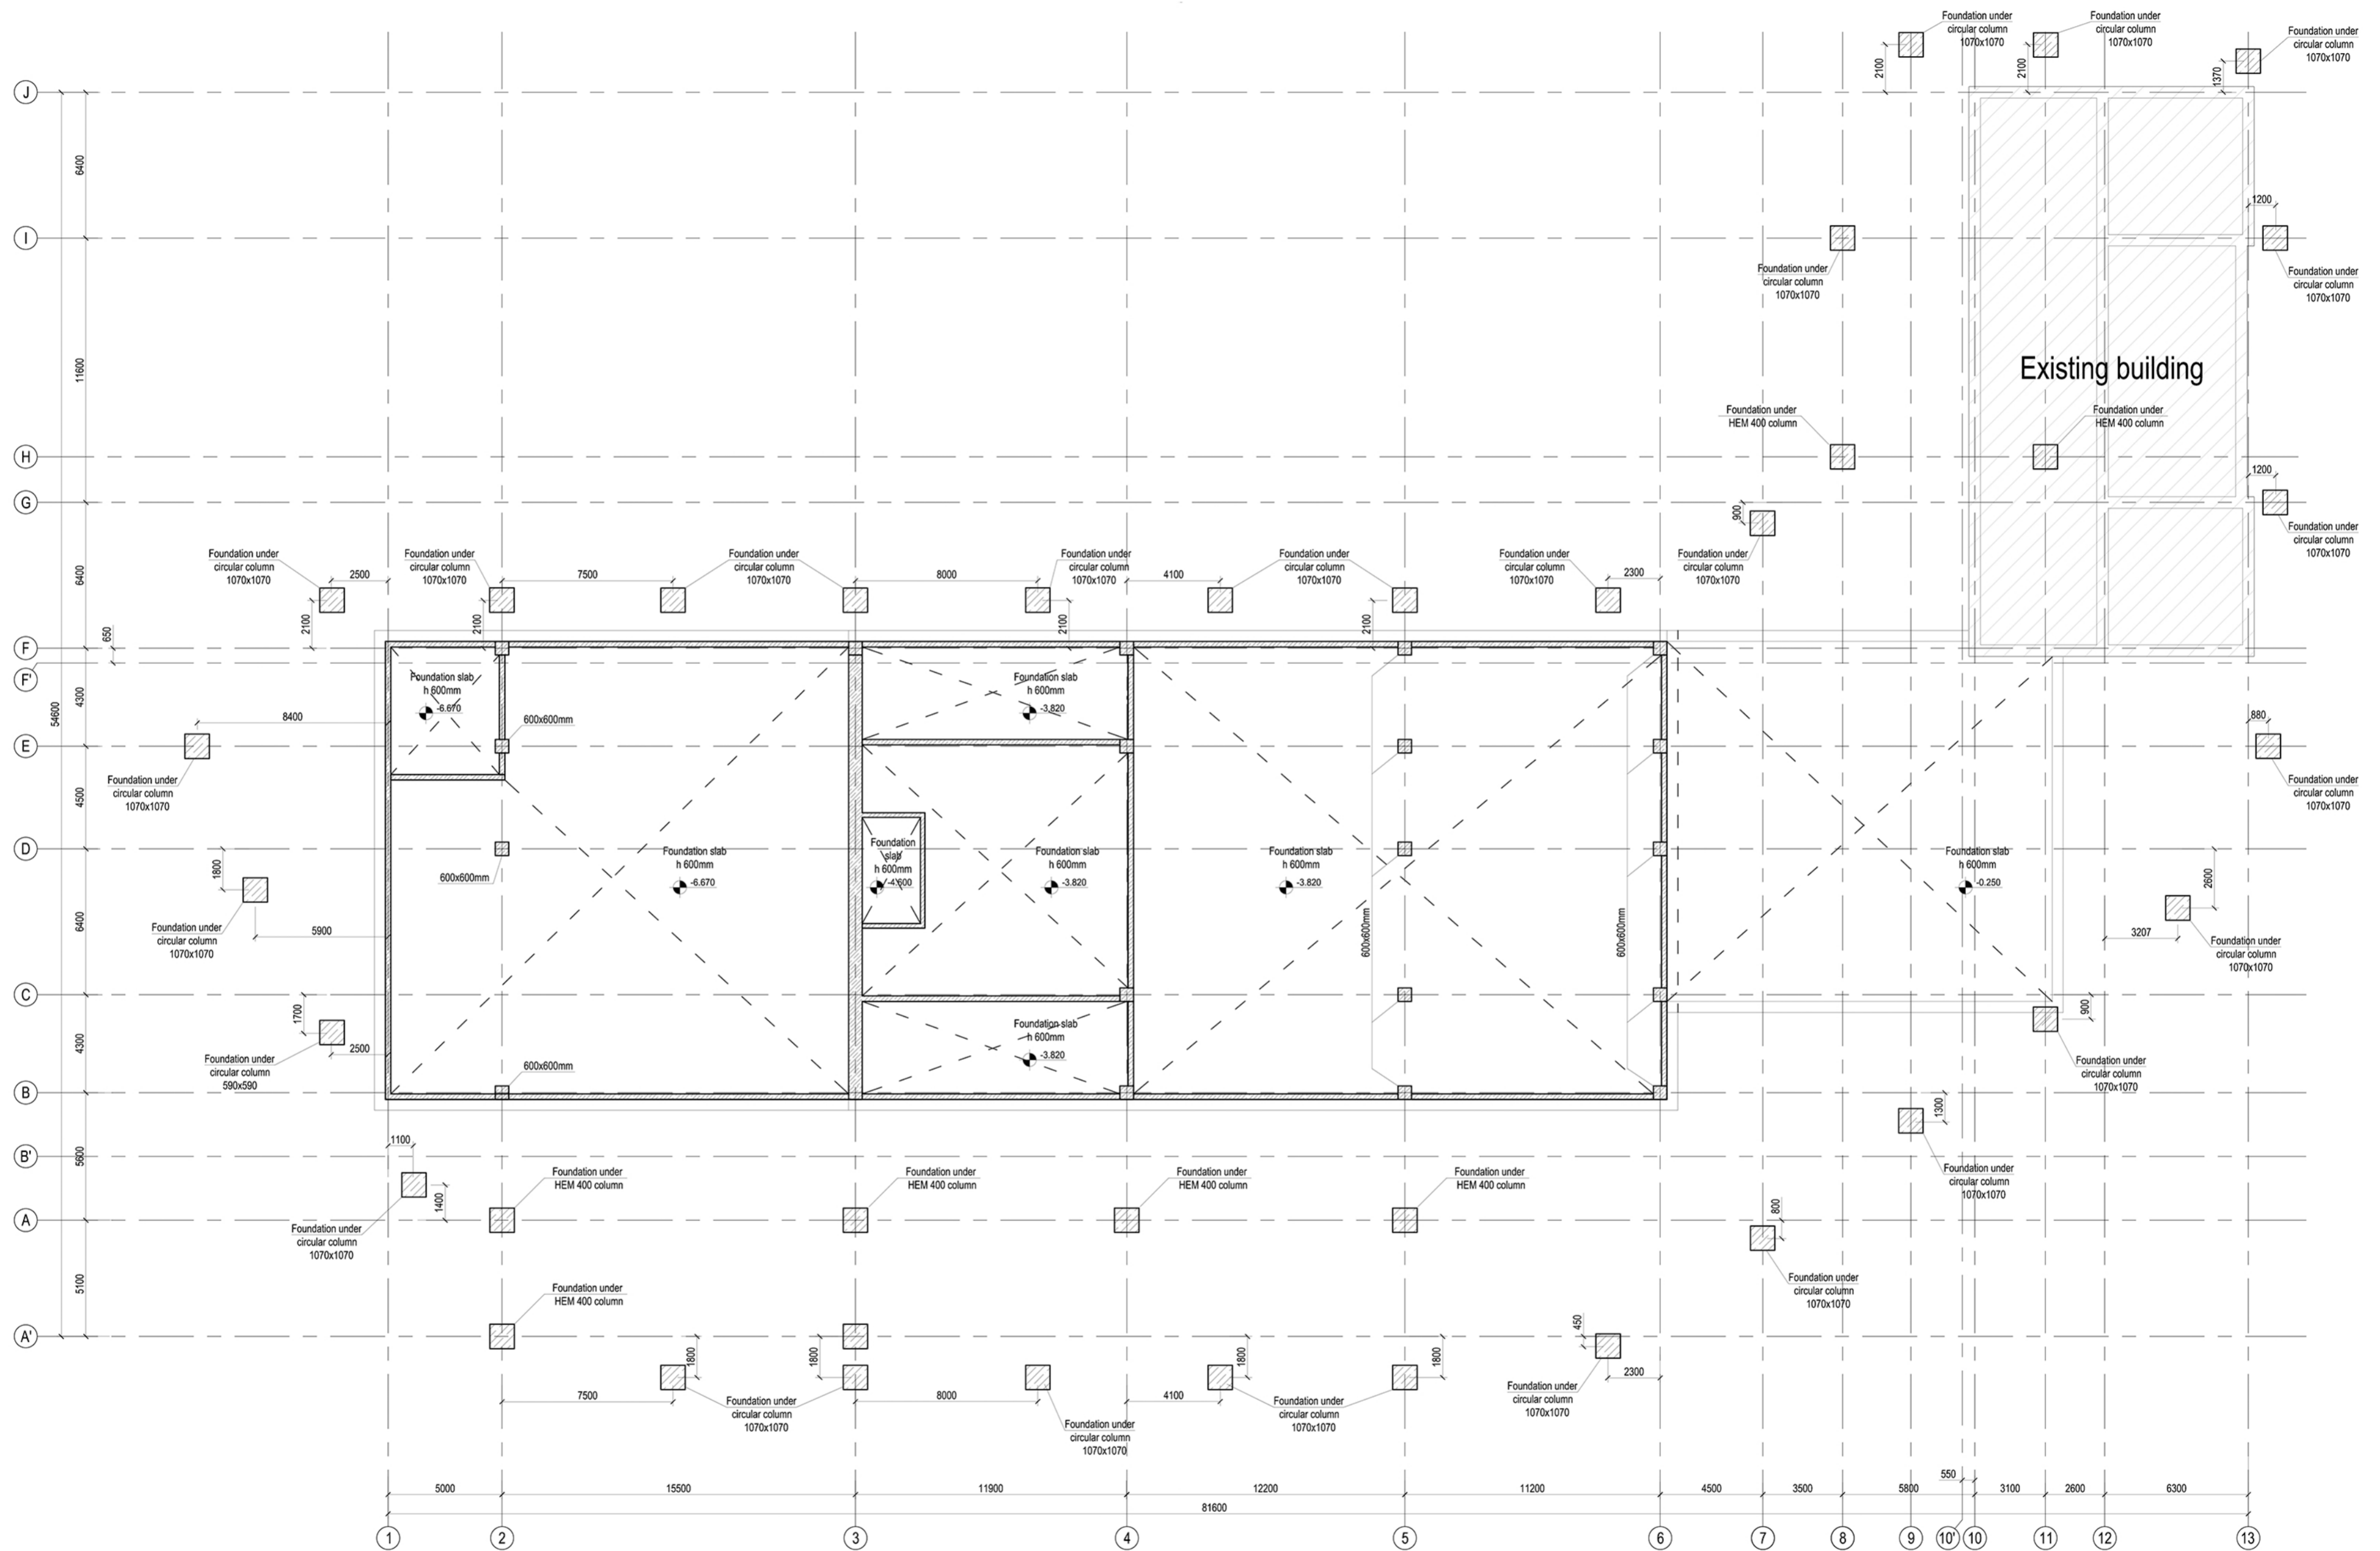 Foundation under
circular column
1070x1070
Foundation under
circular column
1070x1070
Foundation under
circular column
1070x1070
2100
2100
1370
J
6400
I
1200
Foundation under
circular column
1070x1070
Foundation under
circular column
1070x1070
11600
Existing building
Foundation under
HEM 400 column
Foundation under
HEM 400 column
H
1200
G
900
Foundation under
circular column
1070x1070
Foundation under
circular column
1070x1070
6400
Foundation under
circular column
1070x1070
2500
Foundation under
circular column
1070x1070
7500
Foundation under
circular column
1070x1070
8000
Foundation under
circular column
1070x1070
4100
Foundation under
circular column
1070x1070
Foundation under
circular column
1070x1070
2300
2100
2100
2100
2100
650
F
F'
4300
54600
Foundation slab
h 600mm
-6.670
Foundation slab
h 600mm
-3.820
8400
600x600mm
880
E
Foundation under
circular column
1070x1070
Foundation under
circular column
1070x1070
4500
D
Foundation slab
h 600mm
-6.670
Foundation
slab
h 600mm
-4.600
Foundation slab
h 600mm
-3.820
Foundation slab
h 600mm
-3.820
Foundation slab
h 600mm
-0.250
1800
600x600mm
2600
6400
Foundation under
circular column
1070x1070
5900
600x600mm
600x600mm
3207
Foundation under
circular column
1070x1070
C
1700
900
4300
2500
Foundation slab
h 600mm
-3.820
Foundation under
circular column
590x590
600x600mm
Foundation under
circular column
1070x1070
B
1300
1100
B'
5600
Foundation under
HEM 400 column
Foundation under
HEM 400 column
Foundation under
HEM 400 column
Foundation under
HEM 400 column
Foundation under
circular column
1070x1070
1400
800
A
Foundation under
circular column
1070x1070
5100
Foundation under
HEM 400 column
Foundation under
circular column
1070x1070
450
A'
1800
1800
1800
1800
2300
7500
Foundation under
circular column
1070x1070
8000
Foundation under
circular column
1070x1070
4100
Foundation under
circular column
1070x1070
Foundation under
circular column
1070x1070
5000
15500
11900
12200
11200
4500
3500
5800
550
3100
2600
6300
81600
1
2
3
4
5
6
7
8
9
10'
10
11
12
13